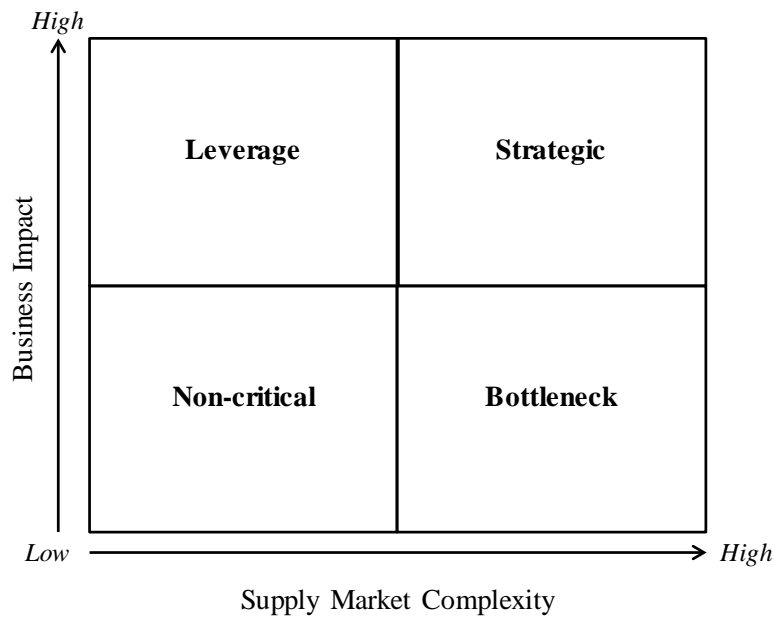 High
Leverage
Strategic
Business Impact
Non-critical
Bottleneck
Low
High
Supply Market Complexity